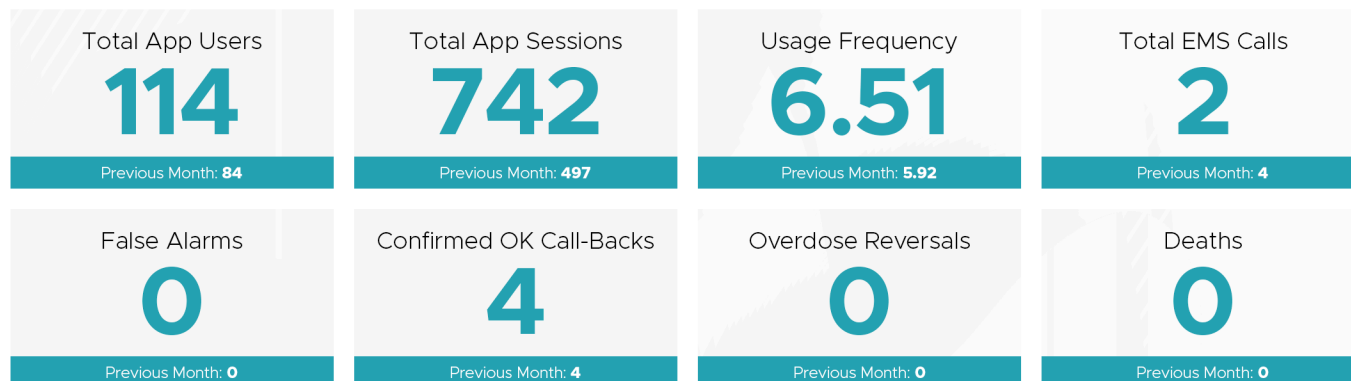 Total App Users
114
Previous Month: 84
Total App Sessions
742
Previous Month: 497
Usage Frequency
6.51
Previous Month: 5.92
Total EMS Calls
2
Previous Month: 4
False Alarms
0
Previous Month: 0
Confirmed OK Call-Backs
4
Previous Month: 4
Overdose Reversals
0
Previous Month: 0
Deaths
0
Previous Month: 0